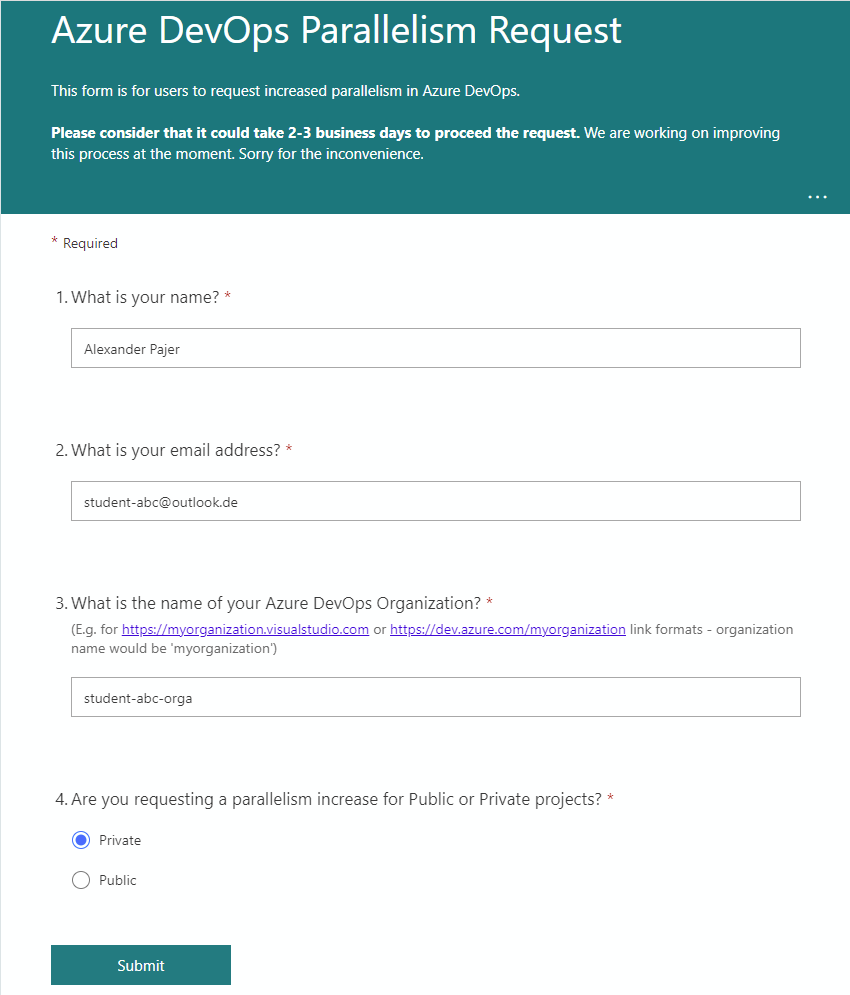 Azure DevOps Parallelism Request
This form is for users to request increased parallelism in Azure DevOps.
Please consider that it could take 2-3 business days to proceed the request. We are working on improving
this process at the moment. Sorry for the inconvenience.
...
* Required
1. What is your name? *
Alexander Pajer
2. What is your email address? *
student-abc@outlook.de
3. What is the name of your Azure DevOps Organization? *
(E.g. for https://myorganization.visualstudio.com or https://dev.azure.com/myorganization link formats - organization
name would be 'myorganization')
student-abc-orga
4. Are you requesting a parallelism increase for Public or Private projects? *
Private
Public
Submit